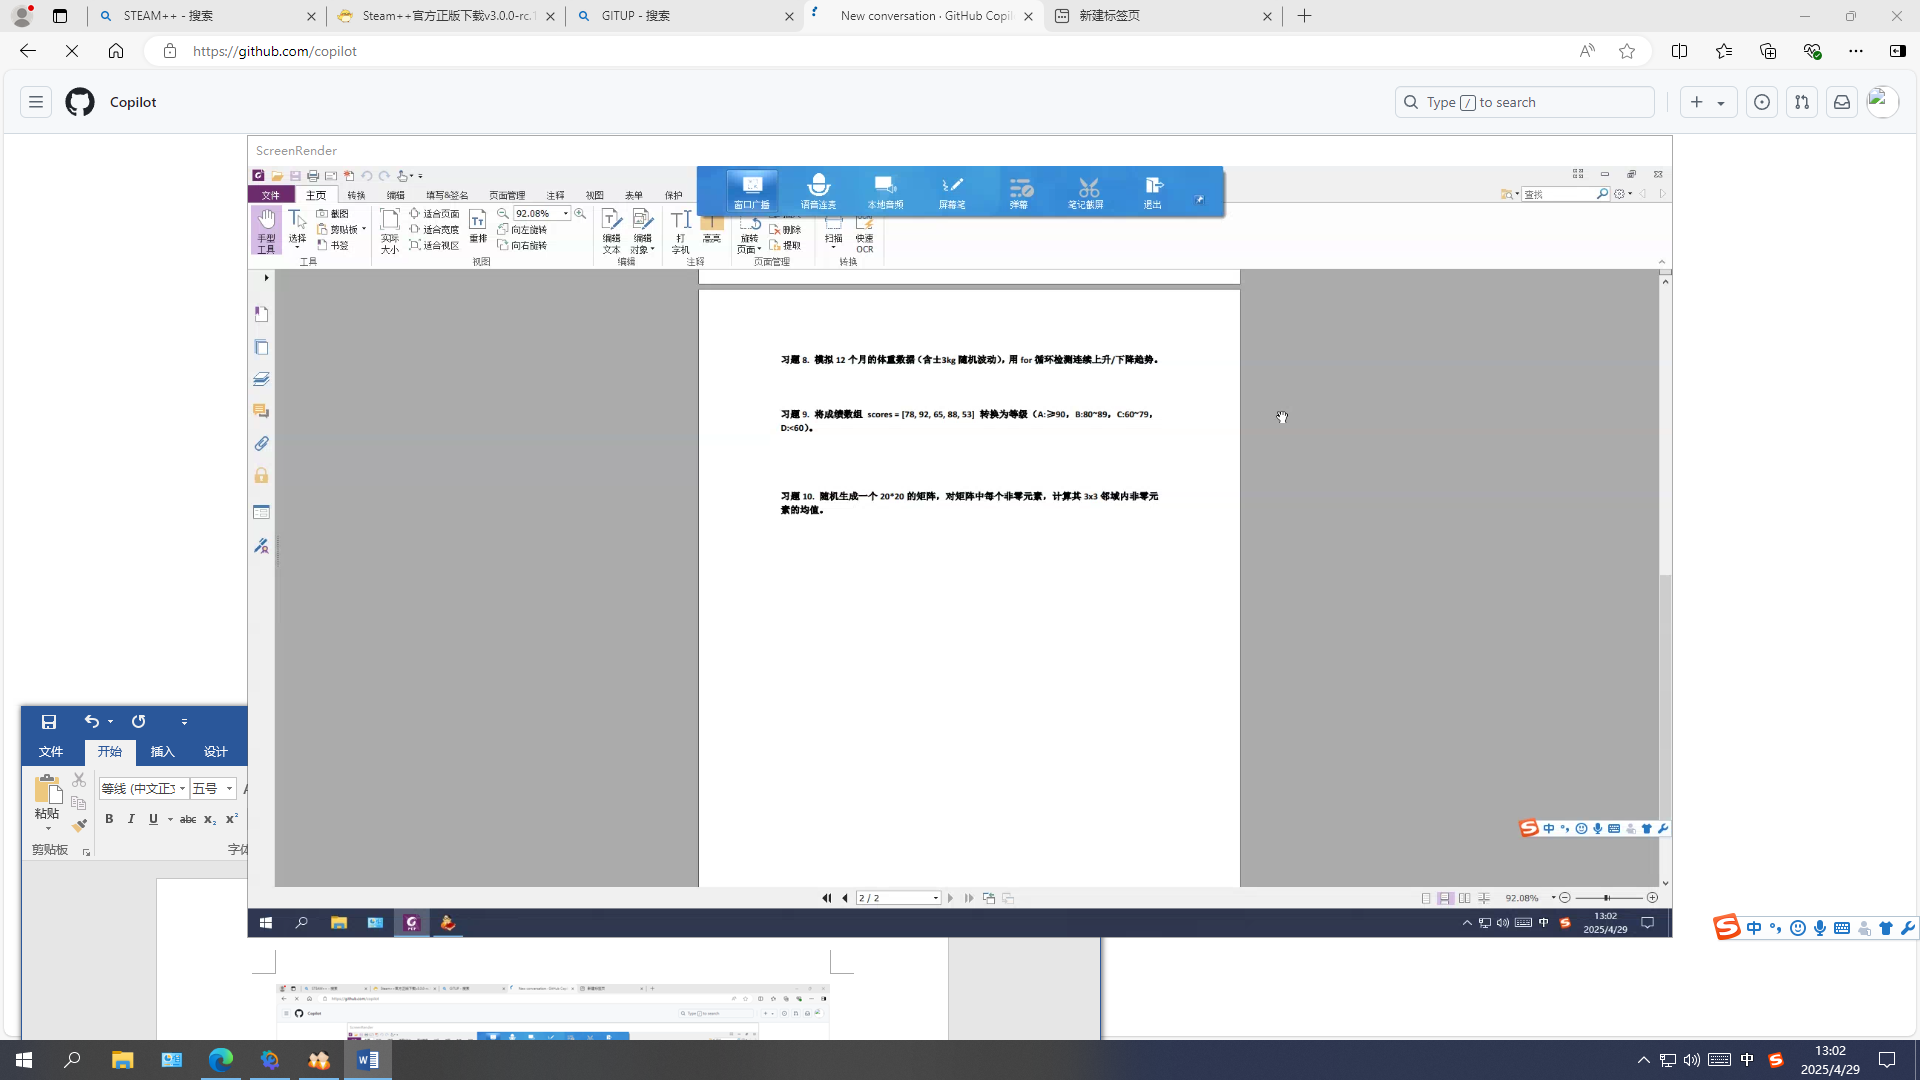 STEAM++ - 搜索
Steam++官方正版下载v3.0.0-rc.1
GITUP - 搜索
New conversation · GitHub Copil
新建标签页
https://github.com/copilot
Copilot
Type / to search
ScreenRender
文件 主页 转换 编辑 填写&签名 页面管理 注释 视图 表单 保护
窗口广播 语音连麦 本地音频 屏幕笔 弹幕 笔记截屏 退出
查找
手型工具
选择
截图
剪贴板
书签
工具
实际大小
适合页面
适合宽度
适合视区
重排
92.08%
向左旋转
向右旋转
视图
编辑文本
编辑对象
编辑
打字机
高亮
注释
旋转页面
删除
提取
页面管理
扫描
快速OCR
转换
习题 8. 模拟 12 个月的体重数据（含±3kg 随机波动），用 for 循环检测连续上升/下降趋势。
习题 9. 将成绩数组 scores = [78, 92, 65, 88, 53] 转换为等级（A:≥90，B:80~89，C:60~79，
D:<60）。
习题 10. 随机生成一个 20*20 的矩阵，对矩阵中每个非零元素，计算其 3x3 邻域内非零元
素的均值。
2 / 2
92.08%
中
13:02
2025/4/29
文件 开始 插入 设计
粘贴
等线 (中文正文
五号
B I U abc x₂ x²
剪贴板
字体
中
中
13:02
2025/4/29